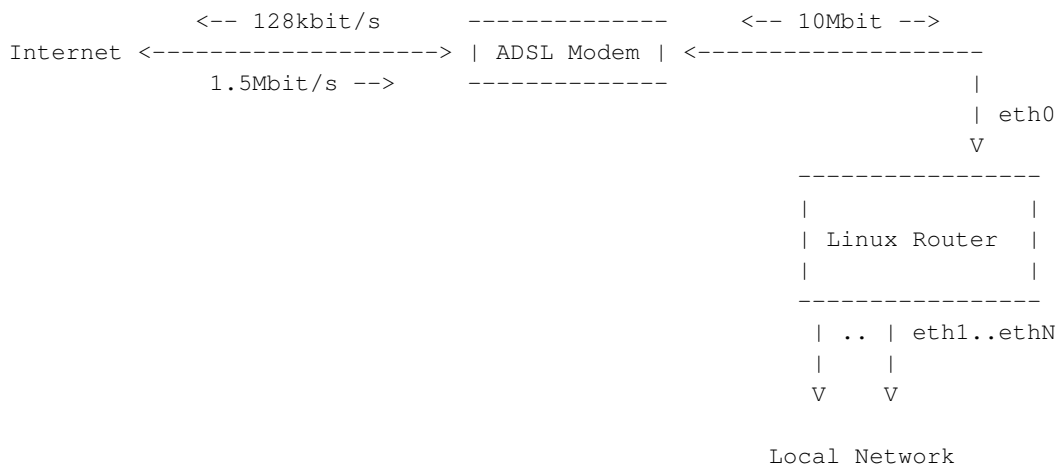 <-- 128kbit/s -------------- <-- 10Mbit -->
Internet <--------------------> | ADSL Modem | <--------------------
1.5Mbit/s --> -------------- |
| eth0
V
-----------------
| |
| Linux Router |
| |
-----------------
| .. | eth1..ethN
| |
V V
Local Network